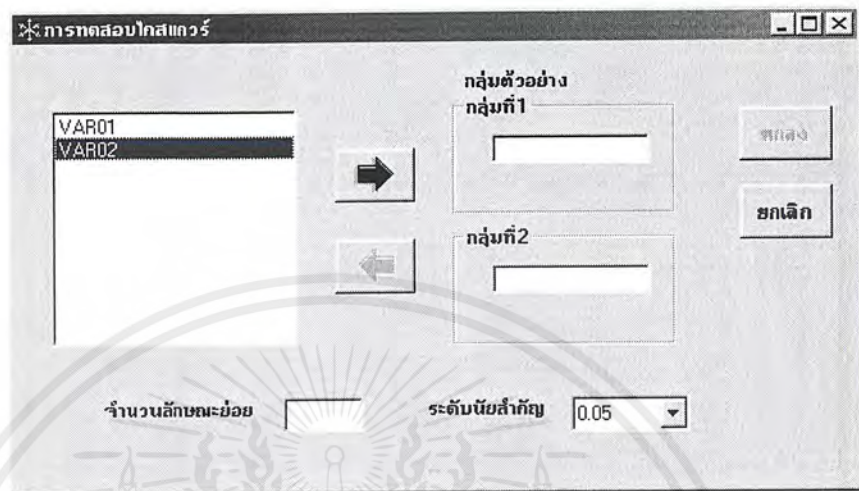 การทดสอบไคสแควร์
กลุ่มตัวอย่าง
กลุ่มที่1
VAR01
VAR02
ตกลง
ยกเลิก
กลุ่มที่2
จำนวนลักษณะย่อย
ระดับนัยสำคัญ
0.05